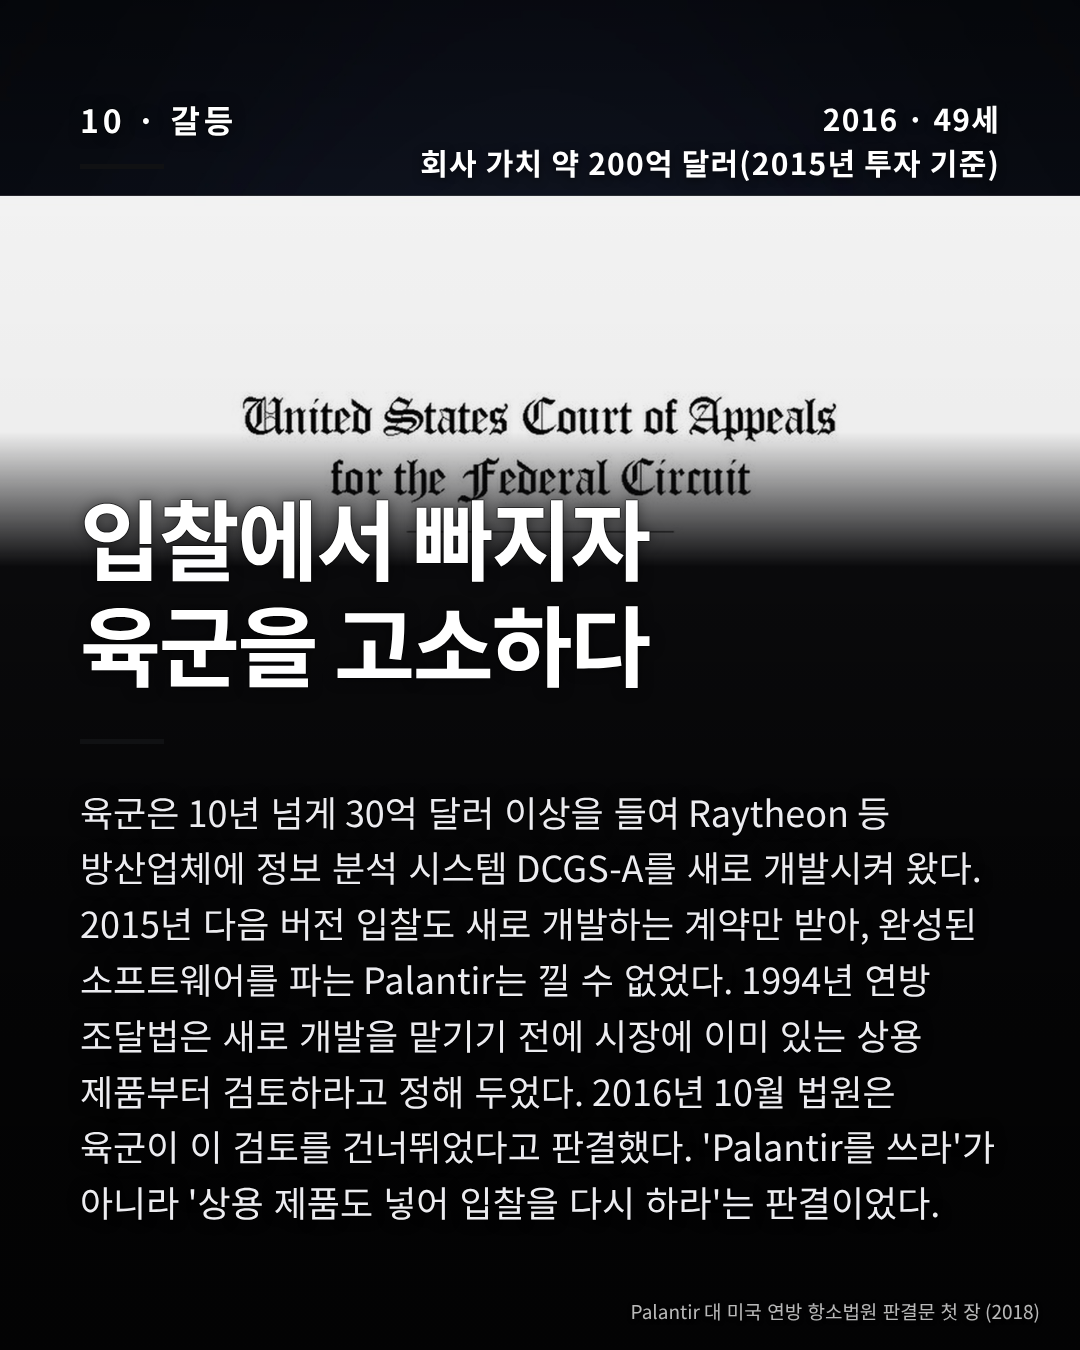 10 · 갈등
2016 · 49세
회사 가치 약 200억 달러(2015년 투자 기준)
United States Court of Appeals
for the Federal Circuit
입찰에서 빠지자
육군을 고소하다
육군은 10년 넘게 30억 달러 이상을 들여 Raytheon 등
방산업체에 정보 분석 시스템 DCGS-A를 새로 개발시켜 왔다.
2015년 다음 버전 입찰도 새로 개발하는 계약만 받아, 완성된
소프트웨어를 파는 Palantir는 낄 수 없었다. 1994년 연방
조달법은 새로 개발을 맡기기 전에 시장에 이미 있는 상용
제품부터 검토하라고 정해 두었다. 2016년 10월 법원은
육군이 이 검토를 건너뛰었다고 판결했다. 'Palantir를 쓰라'가
아니라 '상용 제품도 넣어 입찰을 다시 하라'는 판결이었다.
Palantir 대 미국 연방 항소법원 판결문 첫 장 (2018)